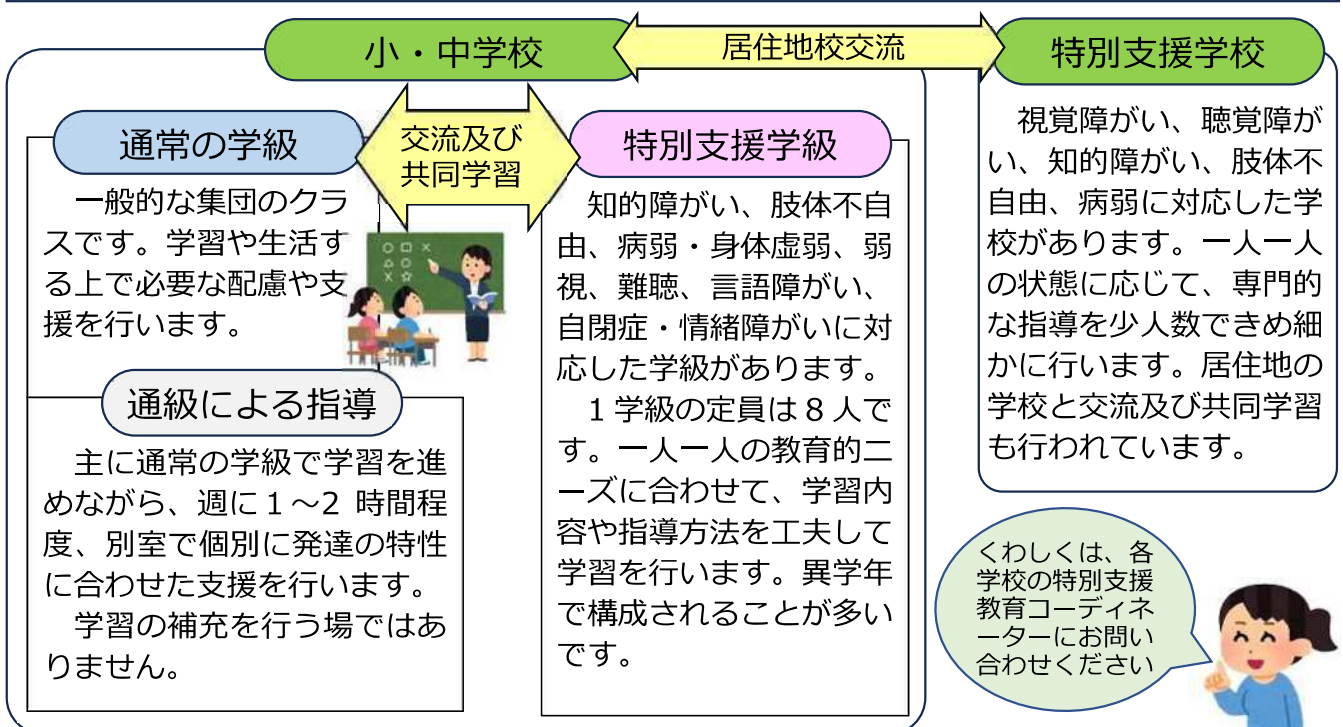 小・中学校
居住地校交流
特別支援学校
通常の学級
一般的な集団のクラ
スです。学習や生活す
る上で必要な配慮や支
援を行います。
交流及び
共同学習
通級による指導
主に通常の学級で学習を進
めながら、週に１～2 時間程
度、別室で個別に発達の特性
に合わせた支援を行います。
学習の補充を行う場ではあ
りません。
特別支援学級
知的障がい、肢体不自
由、病弱・身体虚弱、弱
視、難聴、言語障がい、
自閉症・情緒障がいに対
応した学級があります。
１学級の定員は８人で
す。一人一人の教育的ニ
ーズに合わせて、学習内
容や指導方法を工夫して
学習を行います。異学年
で構成されることが多い
です。
視覚障がい、聴覚障が
い、知的障がい、肢体不
自由、病弱に対応した学
校があります。一人一人
の状態に応じて、専門的
な指導を少人数できめ細
かに行います。居住地の
学校と交流及び共同学習
も行われています。
くわしくは、各
学校の特別支援
教育コーディネ
ーターにお問い
合わせください